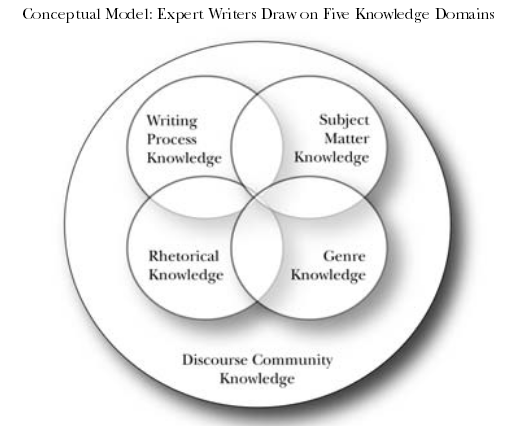 Conceptual Model: Expert Writers Draw on Five Knowledge Domains
Writing
Process
Knowledge
Subject
Matter
Knowledge
Rhetorical
Knowledge
Genre
Knowledge
Discourse Community
Knowledge